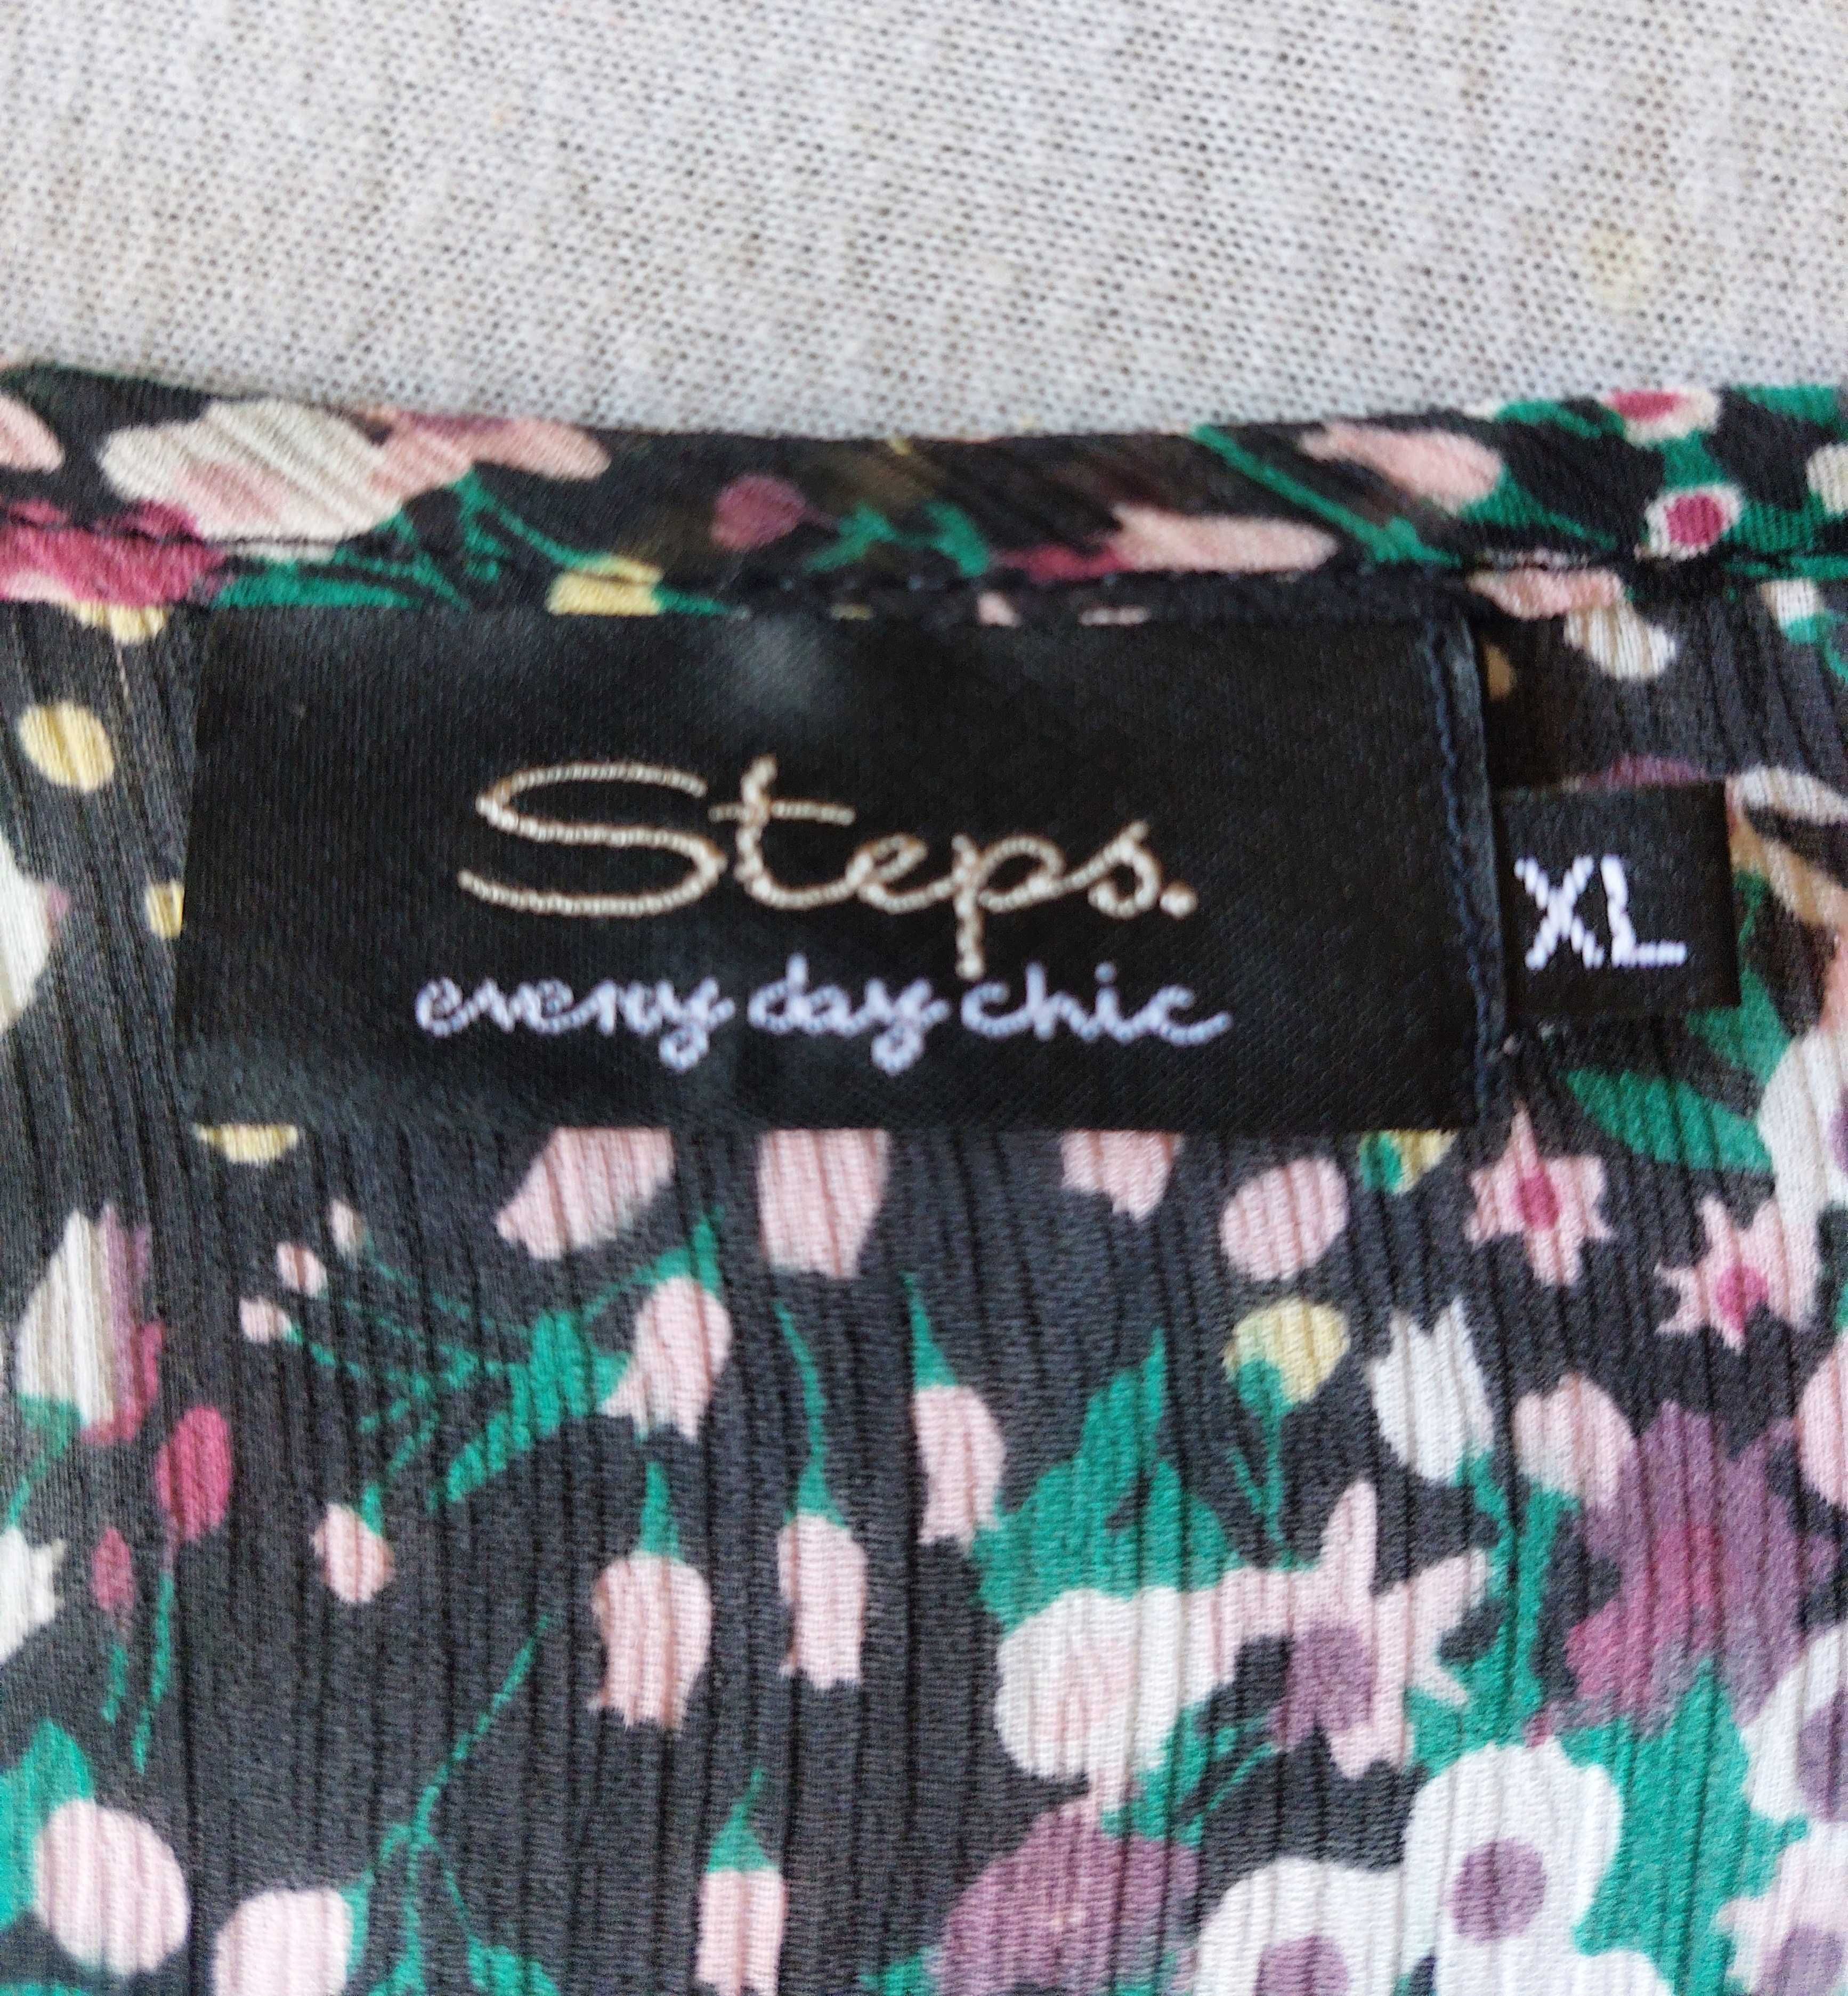 Steps.
every day chic
XL